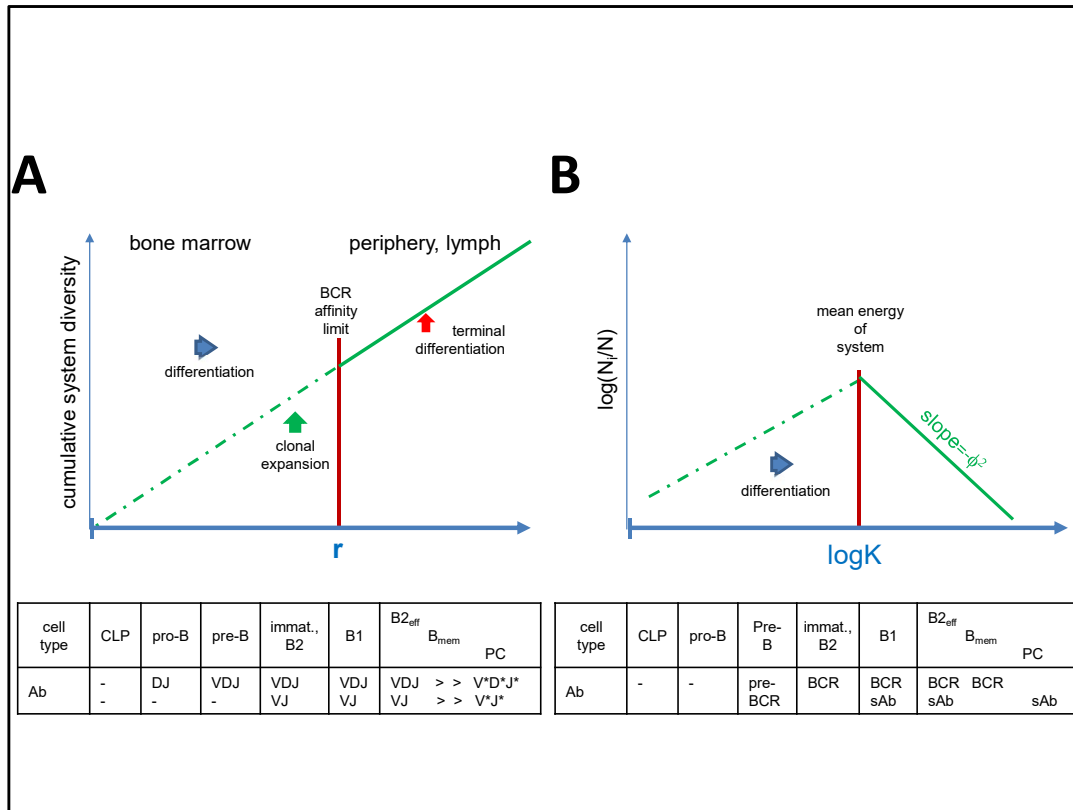 A
B
bone marrow
periphery, lymph
cumulative system diversity
BCR
affinity
limit
differentiation
terminal
differentiation
clonal
expansion
r
log(Ni/N)
mean energy
of
system
differentiation
slope=-ϕ²
logK
cell type CLP pro-B pre-B immat., B2 B1 B2eff Bmem PC
Ab - DJ VDJ VDJ VDJ VDJ > > V*D*J*
- - - VJ VJ VJ > > V*J*
cell type CLP pro-B Pre-B immat., B2 B1 B2eff Bmem PC
Ab - - pre-BCR BCR BCR BCR BCR
sAb sAb sAb